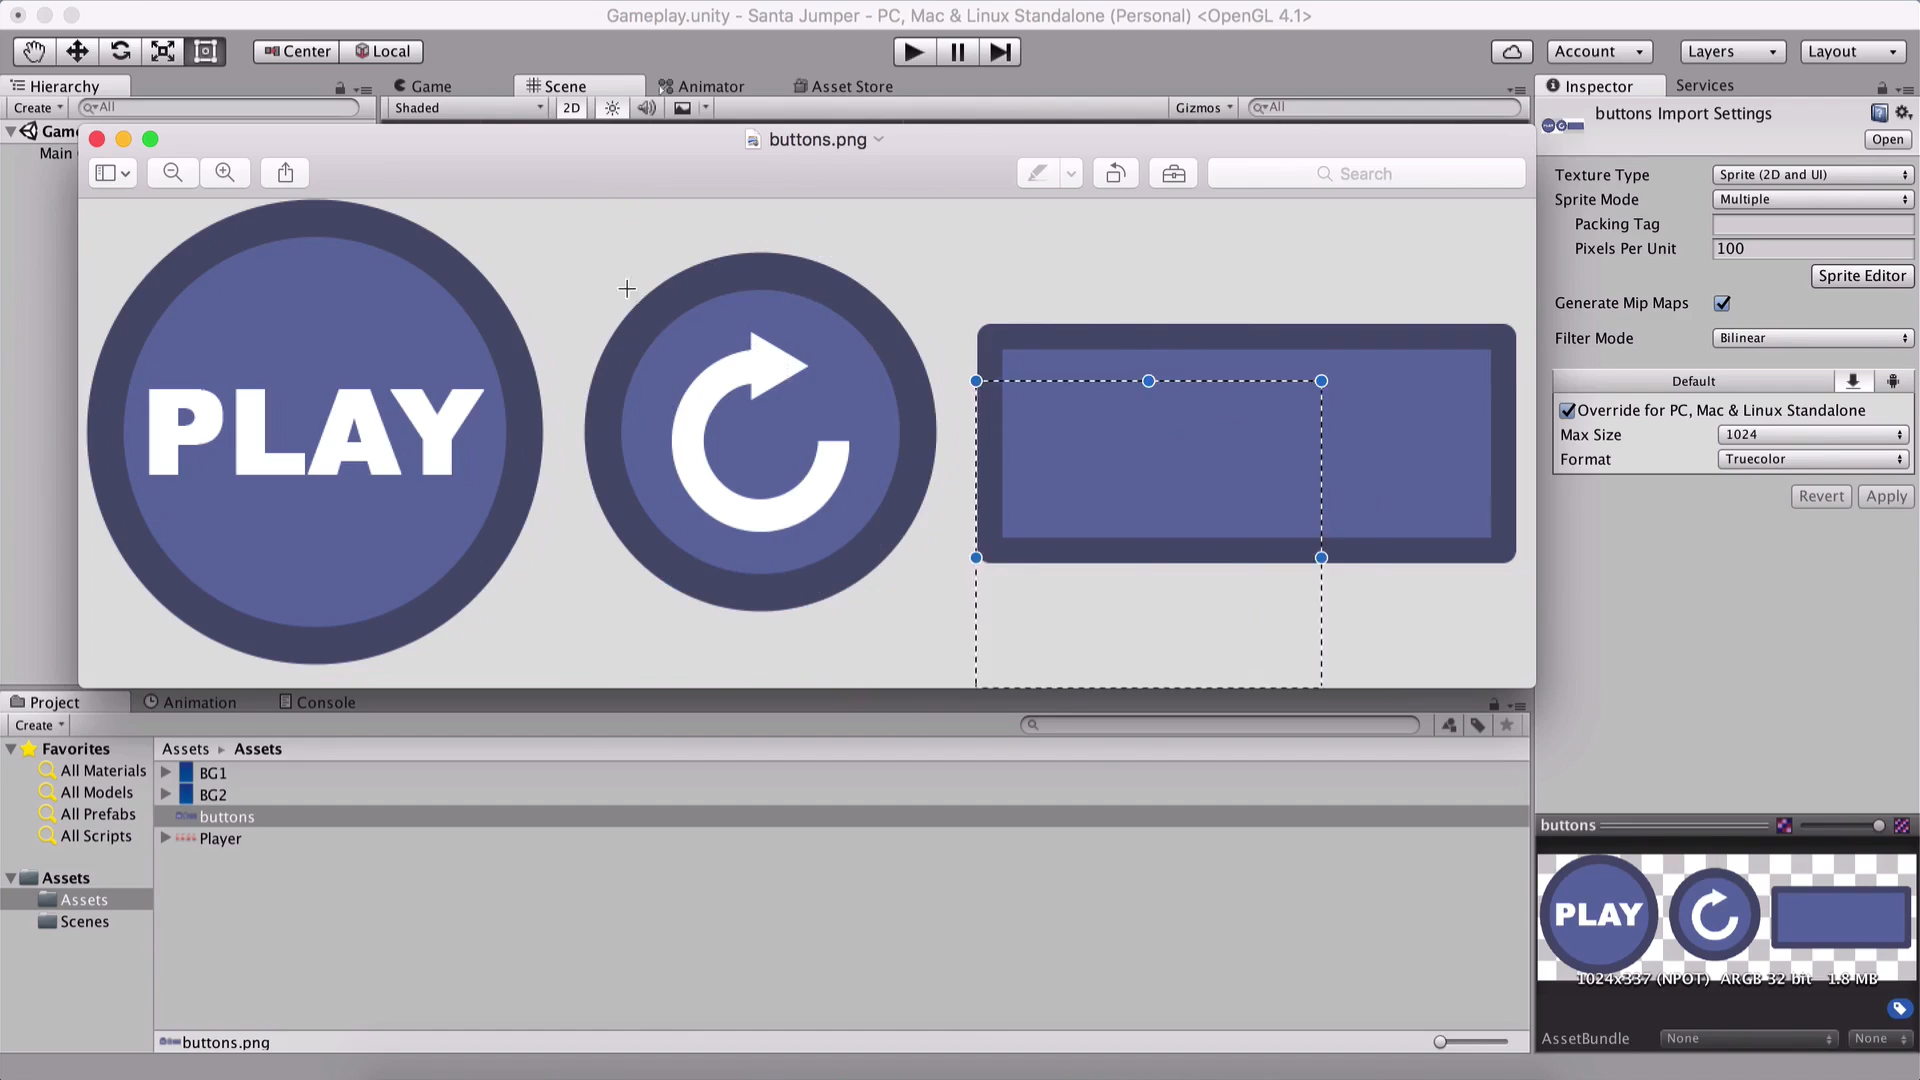 Gameplay.unity - Santa Jumper - PC, Mac & Linux Standalone (Personal) <OpenGL 4.1>
Center Local Account Layers Layout
Hierarchy Game Scene Animator Asset Store Inspector Services
Create All Shaded 2D Gizmos All
buttons Import Settings
Open
Game
Main
buttons.png
Search
PLAY
Texture Type Sprite (2D and UI)
Sprite Mode Multiple
Packing Tag
Pixels Per Unit 100
Sprite Editor
Generate Mip Maps
Filter Mode Bilinear
Default
Override for PC, Mac & Linux Standalone
Max Size 1024
Format Truecolor
Revert Apply
Project Animation Console
Create
Favorites
All Materials
All Models
All Prefabs
All Scripts
Assets
Assets
Scenes
Assets Assets
BG1
BG2
buttons
Player
buttons.png
buttons
PLAY
1024x337 (NPOT) ARGB 32 bit 1.8 MB
AssetBundle None None